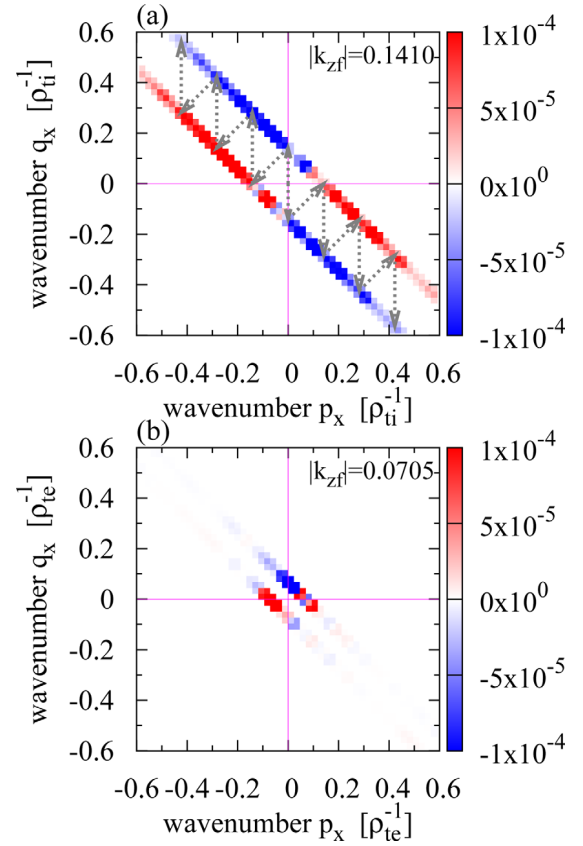 (a)
|k_zf|=0.1410
wavenumber q_x [ρ_ti^-1]
0.6
0.4
0.2
0
-0.2
-0.4
-0.6
-0.6 -0.4 -0.2 0 0.2 0.4 0.6
wavenumber p_x [ρ_ti^-1]
1x10^-4
5x10^-5
0x10^0
-5x10^-5
-1x10^-4
(b)
|k_zf|=0.0705
wavenumber q_x [ρ_te^-1]
0.6
0.4
0.2
0
-0.2
-0.4
-0.6
-0.6 -0.4 -0.2 0 0.2 0.4 0.6
wavenumber p_x [ρ_te^-1]
1x10^-4
5x10^-5
0x10^0
-5x10^-5
-1x10^-4